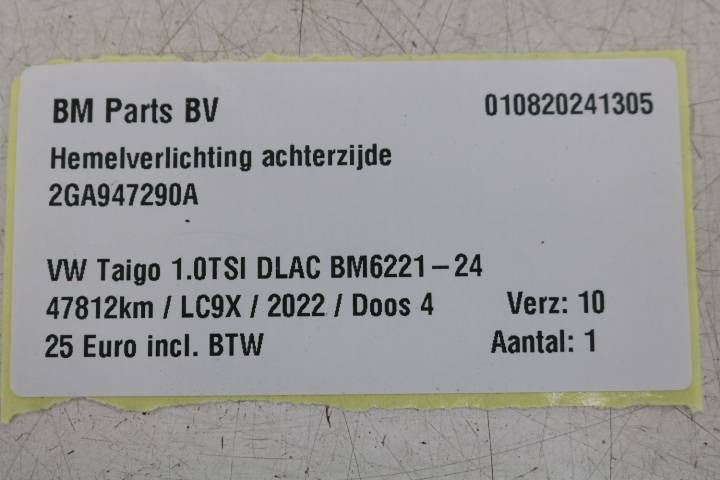 BM Parts BV 010820241305
Hemelverlichting achterzijde
2GA947290A
VW Taigo 1.0TSI DLAC BM6221-24
47812km / LC9X / 2022 / Doos 4 Verz: 10
25 Euro incl. BTW Aantal: 1